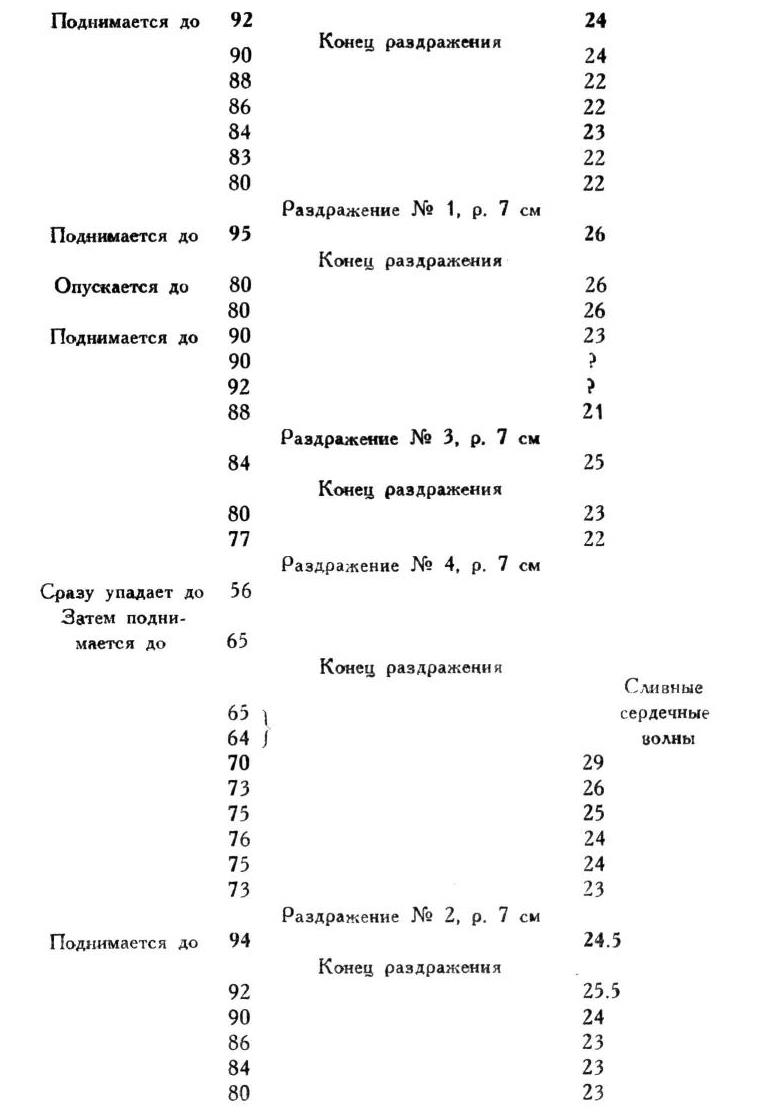 Поднимается до 92 24
Конец раздражения
90 24
88 22
86 22
84 23
83 22
80 22
Раздражение № 1, р. 7 см
Поднимается до 95 26
Конец раздражения
Опускается до 80 26
80 26
Поднимается до 90 23
90 ?
92 ?
88 21
Раздражение № 3, р. 7 см
84 25
Конец раздражения
80 23
77 22
Раздражение № 4, р. 7 см
Сразу упадает до 56
Затем подни-
мается до 65
Конец раздражения
Сливные
65 } сердечные
64 волны
70 29
73 26
75 25
76 24
75 24
73 23
Раздражение № 2, р. 7 см
Поднимается до 94 24.5
Конец раздражения
92 25.5
90 24
86 23
84 23
80 23